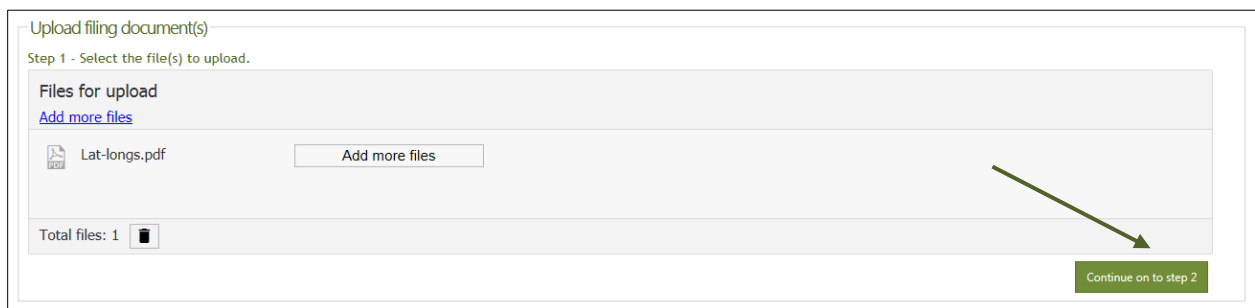 Upload filing document(s)
Step 1 - Select the file(s) to upload.
Files for upload
Add more files
PDF
Lat-longs.pdf
Add more files
Total files: 1
Continue on to step 2